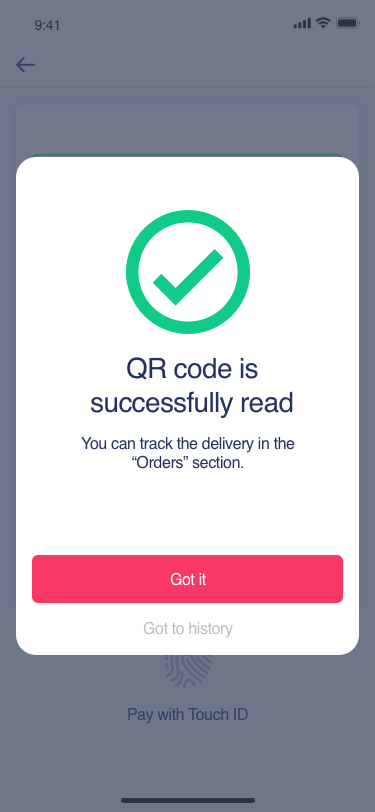 9:41
QR code is
successfully read
You can track the delivery in the
“Orders” section.
Got it
Got to history
Pay with Touch ID